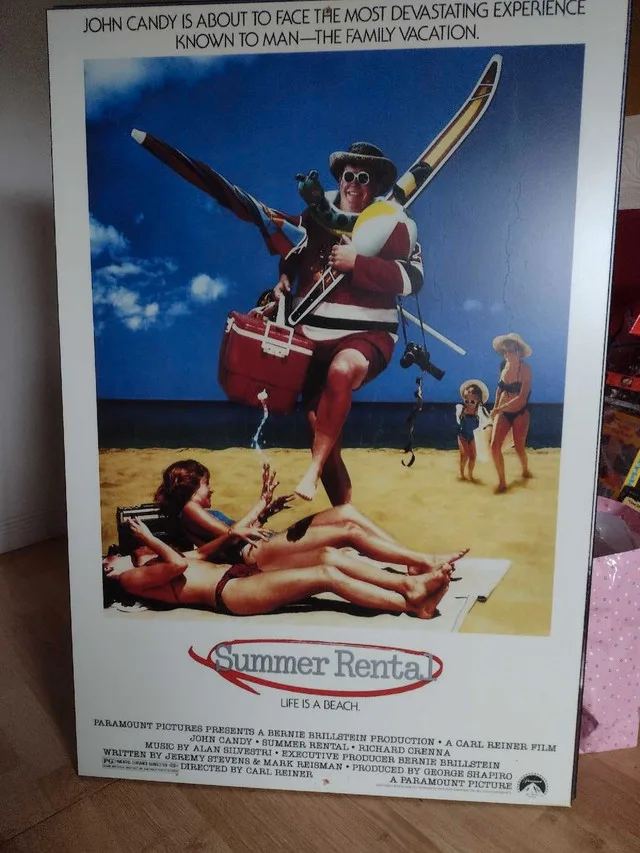 JOHN CANDY IS ABOUT TO FACE THE MOST DEVASTATING EXPERIENCE
KNOWN TO MAN—THE FAMILY VACATION.
Summer Rental
LIFE IS A BEACH.
PARAMOUNT PICTURES PRESENTS A BERNIE BRILLSTEIN PRODUCTION • A CARL REINER FILM
JOHN CANDY • SUMMER RENTAL • RICHARD CRENNA
MUSIC BY ALAN SILVESTRI • EXECUTIVE PRODUCER BERNIE BRILLSTEIN
WRITTEN BY JEREMY STEVENS & MARK REISMAN • PRODUCED BY GEORGE SHAPIRO
PG DIRECTED BY CARL REINER
A PARAMOUNT PICTURE